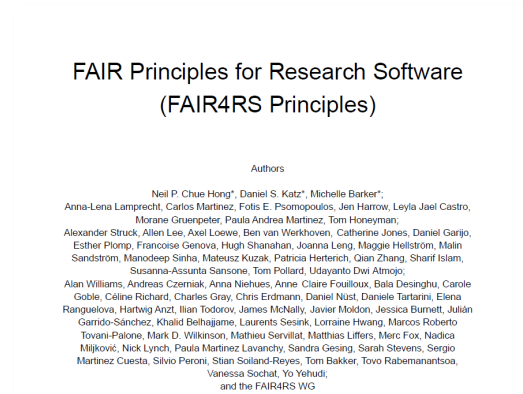 FAIR Principles for Research Software
(FAIR4RS Principles)
Authors
Neil P. Chue Hong*, Daniel S. Katz*, Michelle Barker*;
Anna-Lena Lamprecht, Carlos Martinez, Fotis E. Psomopoulos, Jen Harrow, Leyla Jael Castro,
Morane Gruenpeter, Paula Andrea Martinez, Tom Honeyman;
Alexander Struck, Allen Lee, Axel Loewe, Ben van Werkhoven, Catherine Jones, Daniel Garijo,
Esther Plomp, Francoise Genova, Hugh Shanahan, Joanna Leng, Maggie Hellström, Malin
Sandström, Manodeep Sinha, Mateusz Kuzak, Patricia Herterich, Qian Zhang, Sharif Islam,
Susanna-Assunta Sansone, Tom Pollard, Udayanto Dwi Atmojo;
Alan Williams, Andreas Czerniak, Anna Niehues, Anne Claire Fouilloux, Bala Desinghu, Carole
Goble, Céline Richard, Charles Gray, Chris Erdmann, Daniel Nüst, Daniele Tartarini, Elena
Ranguelova, Hartwig Anzt, Ilian Todorov, James McNally, Javier Moldon, Jessica Burnett, Julián
Garrido-Sánchez, Khalid Belhajjame, Laurents Sesink, Lorraine Hwang, Marcos Roberto
Tovani-Palone, Mark D. Wilkinson, Mathieu Servillat, Matthias Liffers, Merc Fox, Nadica
Miljković, Nick Lynch, Paula Martinez Lavanchy, Sandra Gesing, Sarah Stevens, Sergio
Martinez Cuesta, Silvio Peroni, Stian Soiland-Reyes, Tom Bakker, Tovo Rabemanantsoa,
Vanessa Sochat, Yo Yehudi;
and the FAIR4RS WG